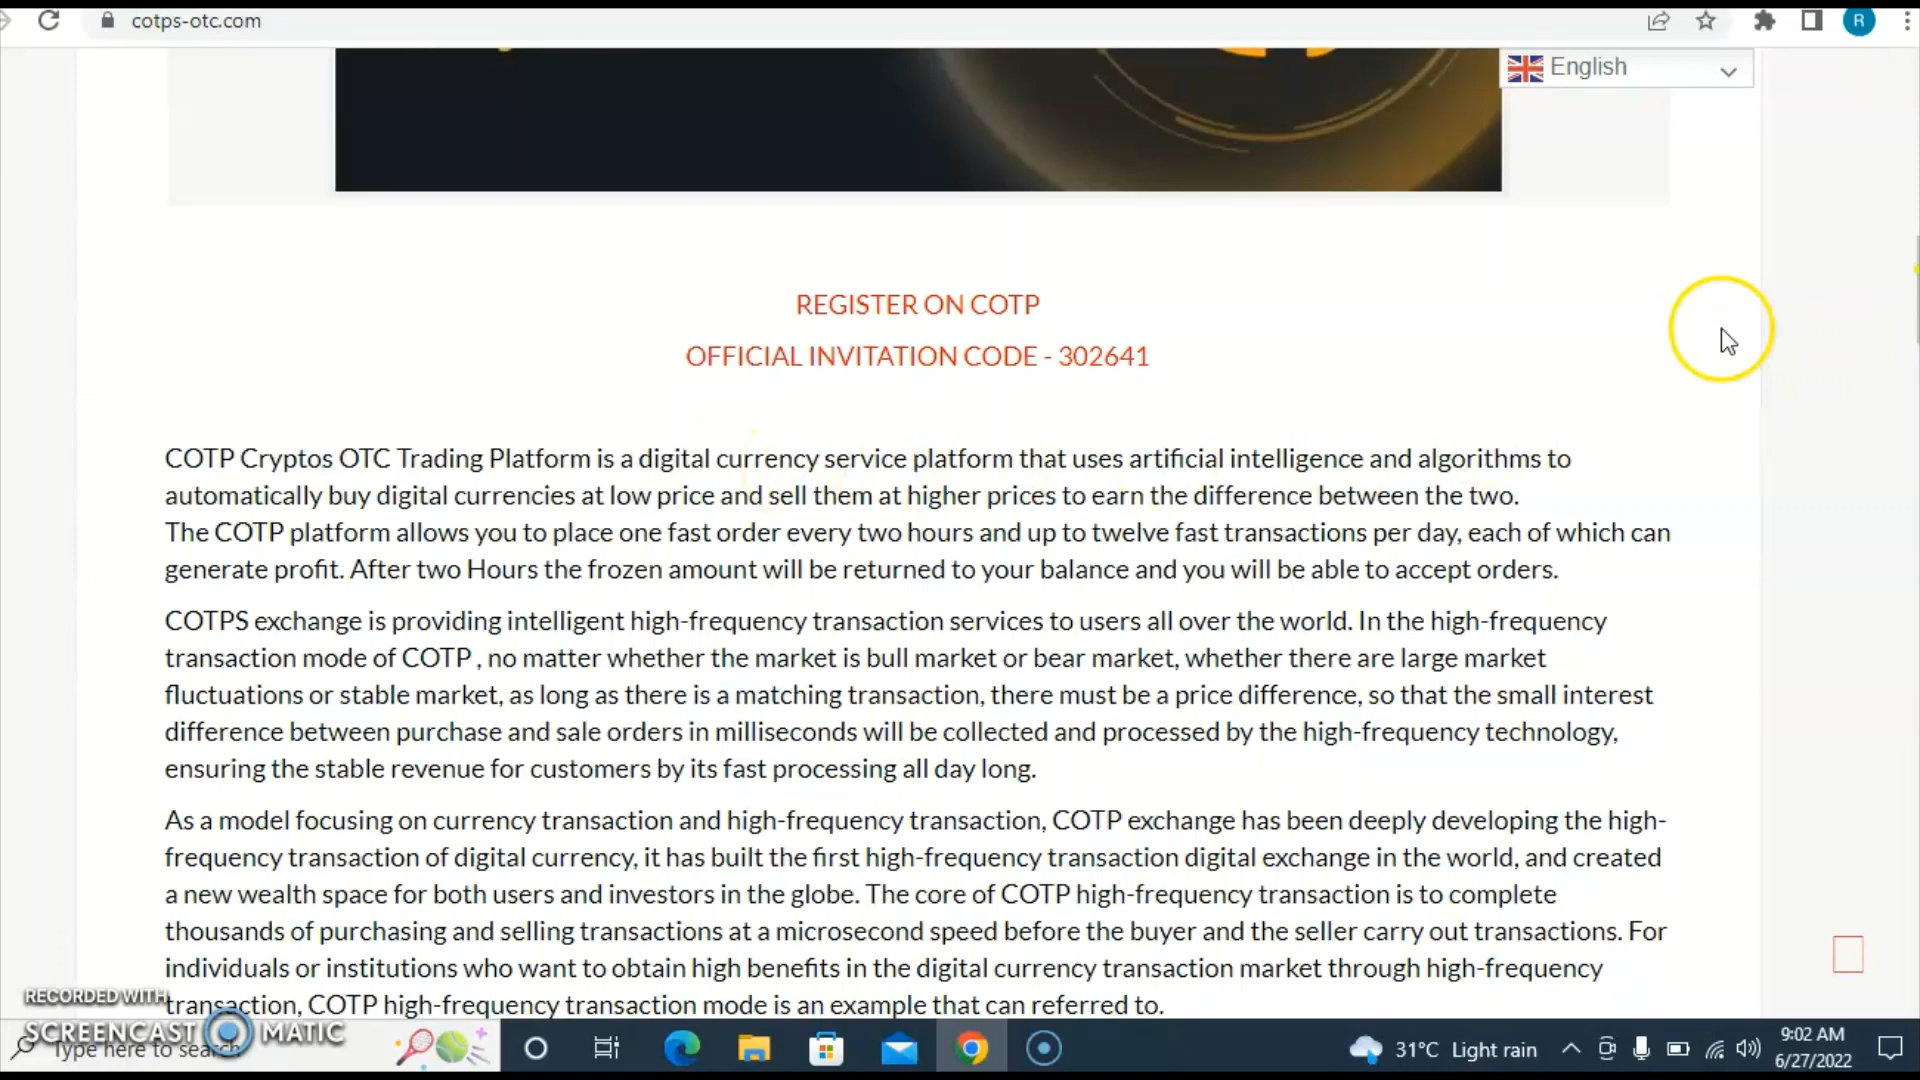 cotps-otc.com
R
English
REGISTER ON COTP
OFFICIAL INVITATION CODE - 302641
COTP Cryptos OTC Trading Platform is a digital currency service platform that uses artificial intelligence and algorithms to
automatically buy digital currencies at low price and sell them at higher prices to earn the difference between the two.
The COTP platform allows you to place one fast order every two hours and up to twelve fast transactions per day, each of which can
generate profit. After two Hours the frozen amount will be returned to your balance and you will be able to accept orders.
COTPS exchange is providing intelligent high-frequency transaction services to users all over the world. In the high-frequency
transaction mode of COTP , no matter whether the market is bull market or bear market, whether there are large market
fluctuations or stable market, as long as there is a matching transaction, there must be a price difference, so that the small interest
difference between purchase and sale orders in milliseconds will be collected and processed by the high-frequency technology,
ensuring the stable revenue for customers by its fast processing all day long.
As a model focusing on currency transaction and high-frequency transaction, COTP exchange has been deeply developing the high-
frequency transaction of digital currency, it has built the first high-frequency transaction digital exchange in the world, and created
a new wealth space for both users and investors in the globe. The core of COTP high-frequency transaction is to complete
thousands of purchasing and selling transactions at a microsecond speed before the buyer and the seller carry out transactions. For
individuals or institutions who want to obtain high benefits in the digital currency transaction market through high-frequency
transaction, COTP high-frequency transaction mode is an example that can referred to.
RECORDED WITH
SCREENCAST MATIC
Type here to search
31°C Light rain
9:02 AM
6/27/2022